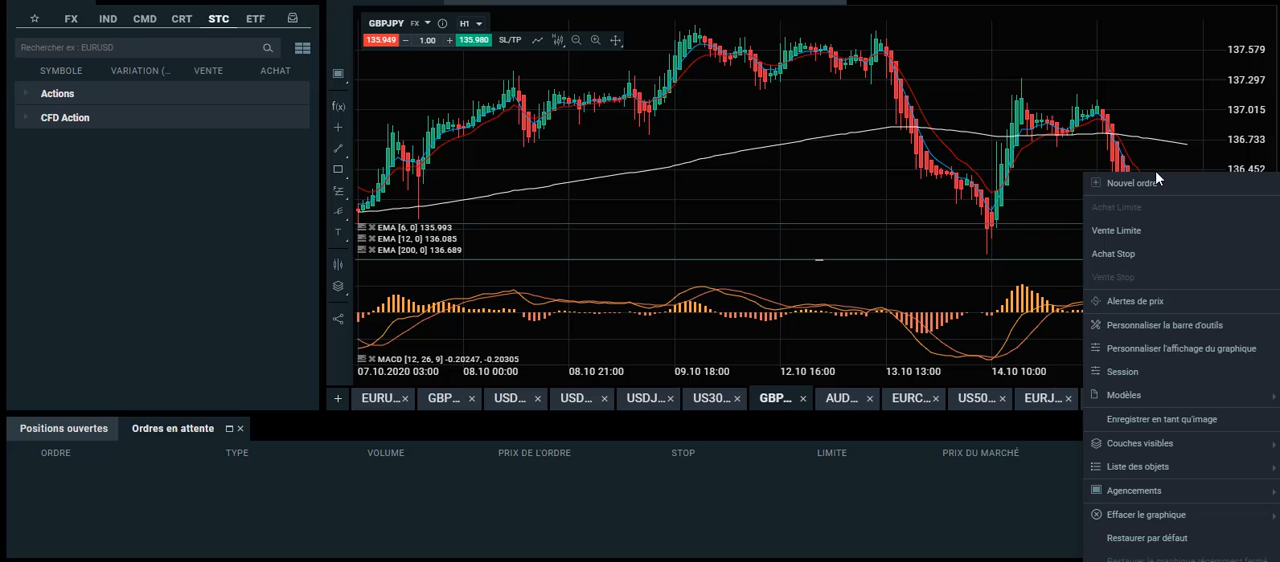 FX IND CMD CRT STC ETF
Rechercher ex : EURUSD
SYMBOLE VARIATION (... VENTE ACHAT
Actions
CFD Action
GBPJPY FX H1
135.949 − 1.00 + 135.980 SL/TP
f(x)
T
137.579
137.297
137.015
136.733
136.452
EMA [6, 0] 135.993
EMA [12, 0] 136.085
EMA [200, 0] 136.689
MACD [12, 26, 9] -0.20247, -0.20305
07.10.2020 03:00 08.10 00:00 08.10 21:00 09.10 18:00 12.10 16:00 13.10 13:00 14.10 10:00
+ EURU... × GBP... × USD... × USD... × USDJ... × US30... × GBP... × AUD... × EURC... × US50... × EURJ... ×
Nouvel ordre
Achat Limite
Vente Limite
Achat Stop
Vente Stop
Alertes de prix
Personnaliser la barre d'outils
Personnaliser l'affichage du graphique
Session
Modèles
Enregistrer en tant qu'image
Couches visibles
Liste des objets
Agencements
Effacer le graphique
Restaurer par défaut
Restaurer le graphique récemment fermé
Positions ouvertes Ordres en attente
ORDRE TYPE VOLUME PRIX DE L'ORDRE STOP LIMITE PRIX DU MARCHÉ